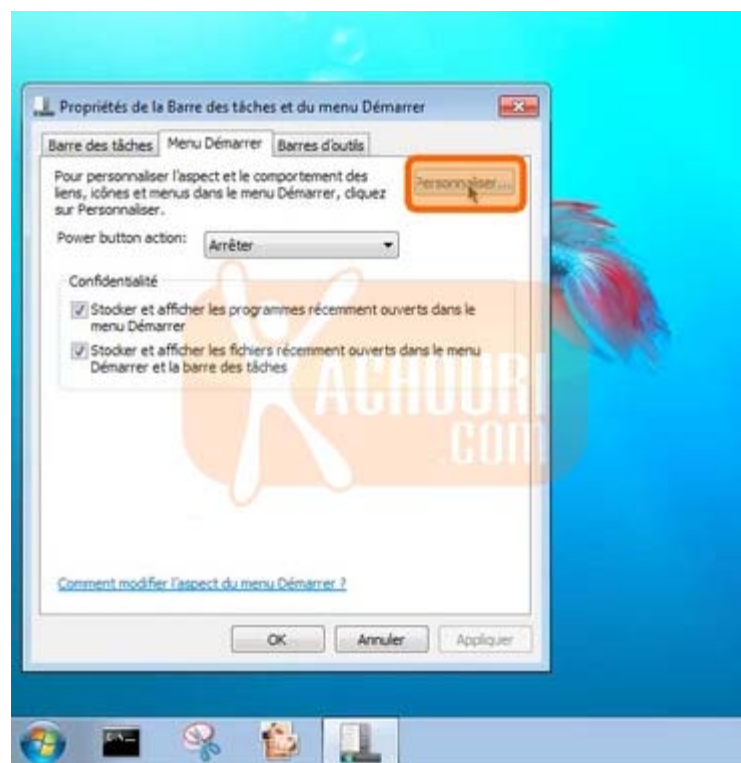 Propriétés de la Barre des tâches et du menu Démarrer
Barre des tâches
Menu Démarrer
Barres d'outils
Pour personnaliser l'aspect et le comportement des
liens, icônes et menus dans le menu Démarrer, cliquez
sur Personnaliser.
Personnaliser...
Power button action:
Arrêter
Confidentialité
Stocker et afficher les programmes récemment ouverts dans le
menu Démarrer
Stocker et afficher les fichiers récemment ouverts dans le menu
Démarrer et la barre des tâches
KACHOURI
.COM
Comment modifier l'aspect du menu Démarrer ?
OK
Annuler
Appliquer